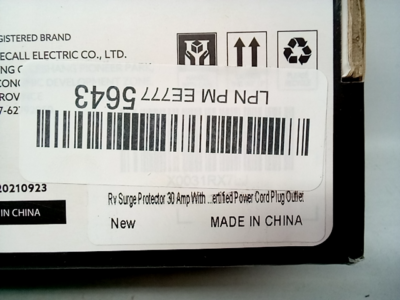 EGISTERED BRAND
ECALL ELECTRIC CO., LTD.
LPN PM EE777 5643
20210923
IN CHINA
Rv Surge Protector 30 Amp With ...ertified Power Cord Plug Outlet
New
MADE IN CHINA